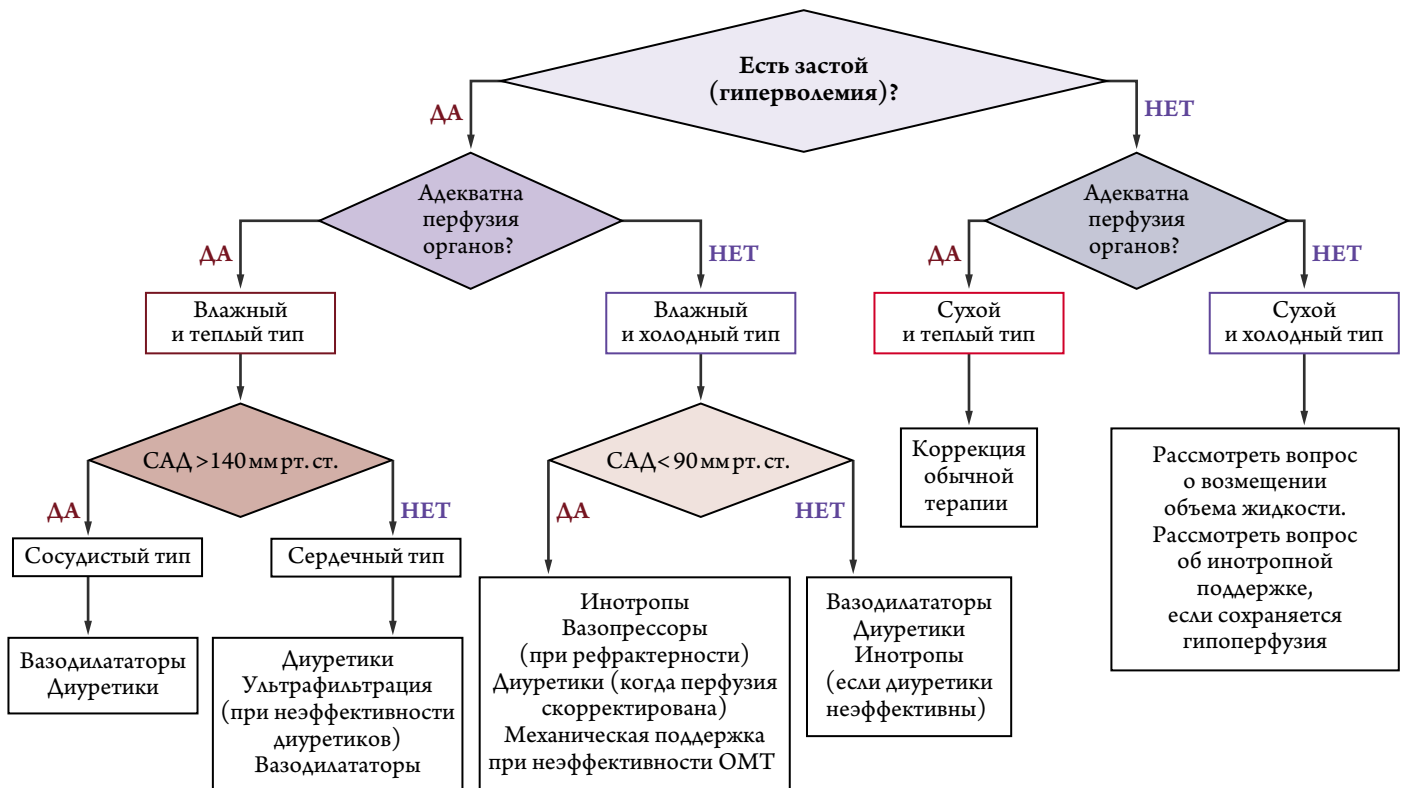 Есть застой
(гиперволемия)?
ДА
НЕТ
Адекватна
перфузия
органов?
Адекватна
перфузия
органов?
ДА
НЕТ
ДА
НЕТ
Влажный
и теплый тип
Влажный
и холодный тип
Сухой
и теплый тип
Сухой
и холодный тип
САД >140 мм рт. ст.
САД < 90 мм рт. ст.
Коррекция
обычной
терапии
Рассмотреть вопрос
о возмещении
объема жидкости.
Рассмотреть вопрос
об инотропной
поддержке,
если сохраняется
гипоперфузия
ДА
НЕТ
ДА
НЕТ
Сосудистый тип
Сердечный тип
Вазодилататоры
Диуретики
Диуретики
Ультрафильтрация
(при неэффективности
диуретиков)
Вазодилататоры
Инотропы
Вазопрессоры
(при рефрактерности)
Диуретики (когда перфузия
скорректирована)
Механическая поддержка
при неэффективности ОМТ
Вазодилататоры
Диуретики
Инотропы
(если диуретики
неэффективны)